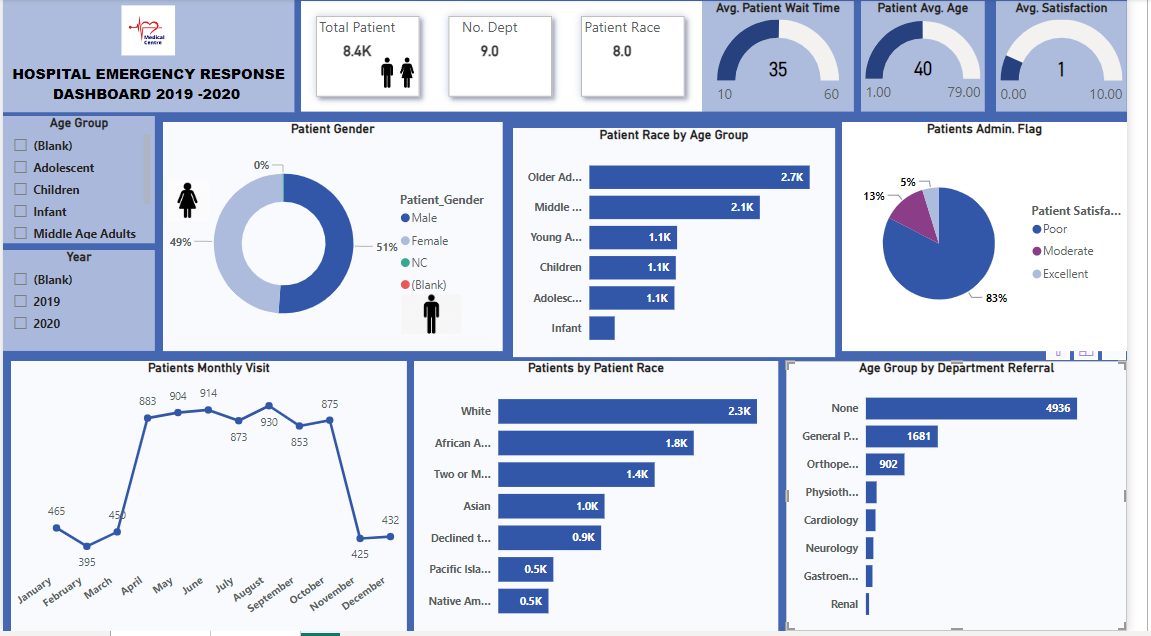 Medical
Centre
HOSPITAL EMERGENCY RESPONSE
DASHBOARD 2019 -2020
Total Patient
8.4K
No. Dept
9.0
Patient Race
8.0
Avg. Patient Wait Time
35
10
60
Patient Avg. Age
40
1.00
79.00
Avg. Satisfaction
1
0.00
10.00
Age Group
(Blank)
Adolescent
Children
Infant
Middle Age Adults
Year
(Blank)
2019
2020
Patient Gender
0%
49%
51%
Patient_Gender
Male
Female
NC
(Blank)
Patient Race by Age Group
Older Ad...
2.7K
Middle ...
2.1K
Young A...
1.1K
Children
1.1K
Adolesc...
1.1K
Infant
Patients Admin. Flag
5%
13%
83%
Patient Satisfa...
Poor
Moderate
Excellent
Patients Monthly Visit
465
395
450
883
904
914
873
930
853
875
425
432
January
February
March
April
May
June
July
August
September
October
November
December
Patients by Patient Race
White
2.3K
African A...
1.8K
Two or M...
1.4K
Asian
1.0K
Declined t...
0.9K
Pacific Isla...
0.5K
Native Am...
0.5K
Age Group by Department Referral
None
4936
General P...
1681
Orthope...
902
Physioth...
Cardiology
Neurology
Gastroen...
Renal